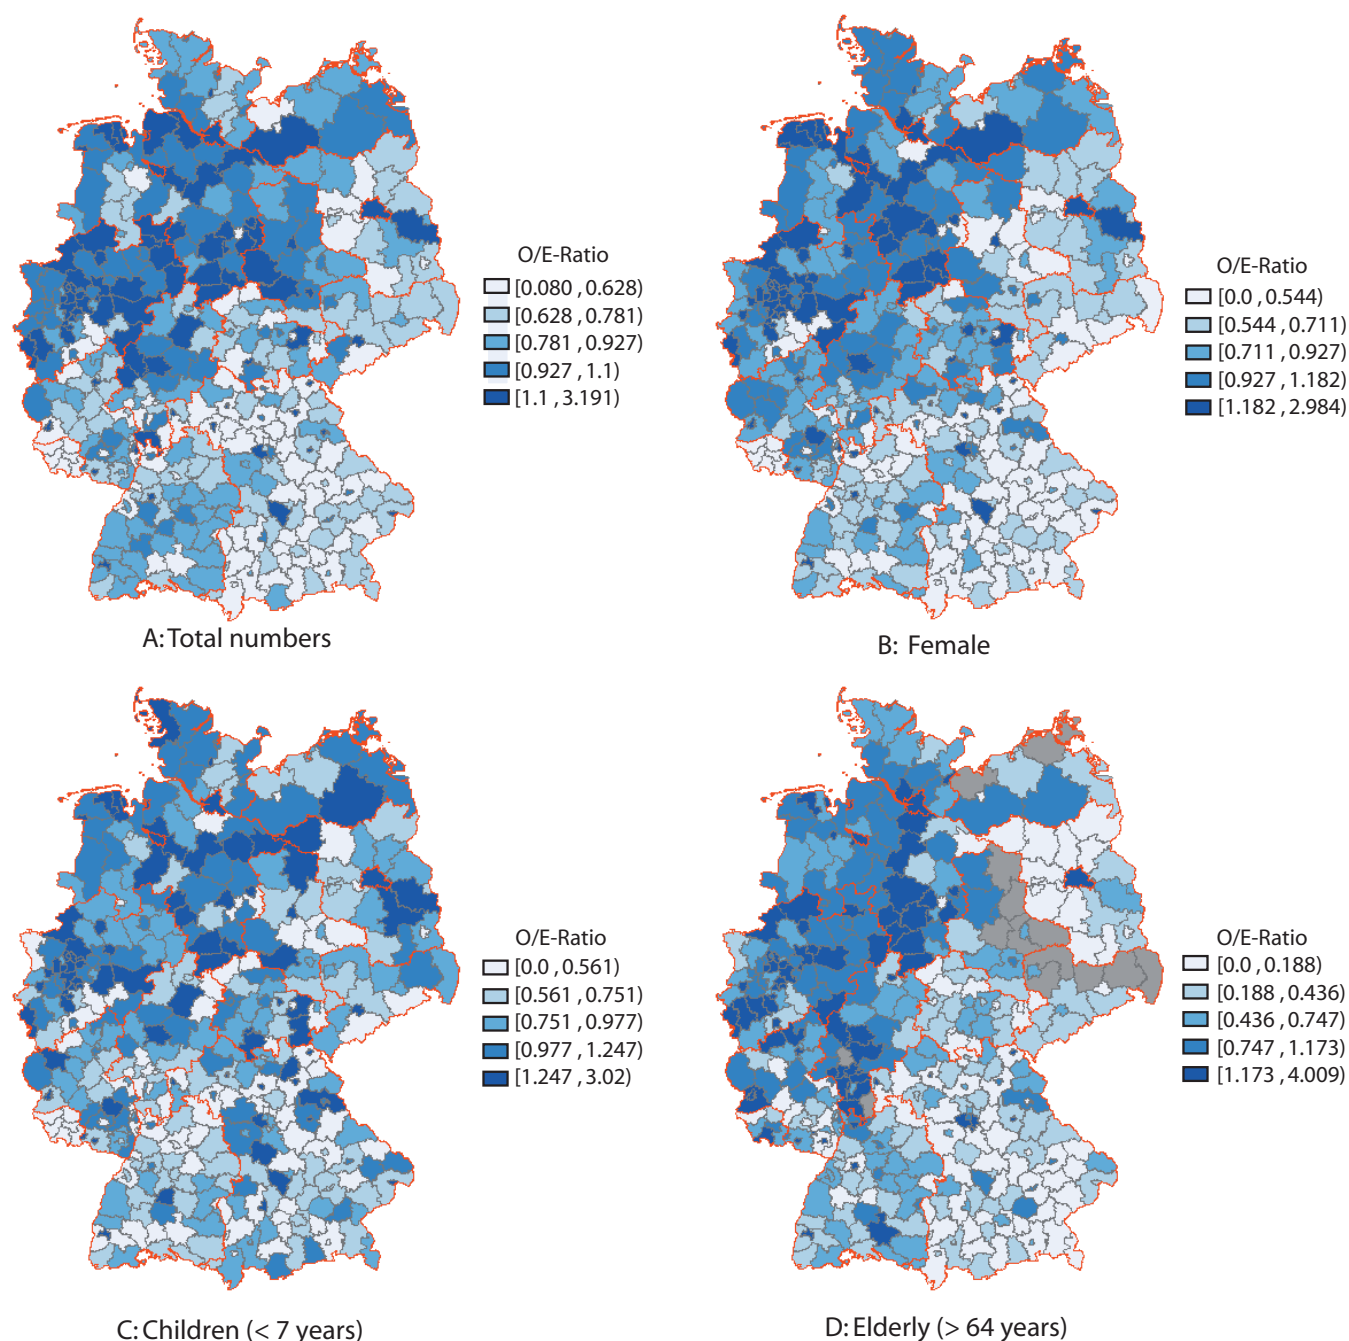 O/E-Ratio
[0.080 , 0.628)
[0.628 , 0.781)
[0.781 , 0.927)
[0.927 , 1.1)
[1.1 , 3.191)
A: Total numbers
O/E-Ratio
[0.0 , 0.544)
[0.544 , 0.711)
[0.711 , 0.927)
[0.927 , 1.182)
[1.182 , 2.984)
B: Female
O/E-Ratio
[0.0 , 0.561)
[0.561 , 0.751)
[0.751 , 0.977)
[0.977 , 1.247)
[1.247 , 3.02)
C: Children (< 7 years)
O/E-Ratio
[0.0 , 0.188)
[0.188 , 0.436)
[0.436 , 0.747)
[0.747 , 1.173)
[1.173 , 4.009)
D: Elderly (> 64 years)